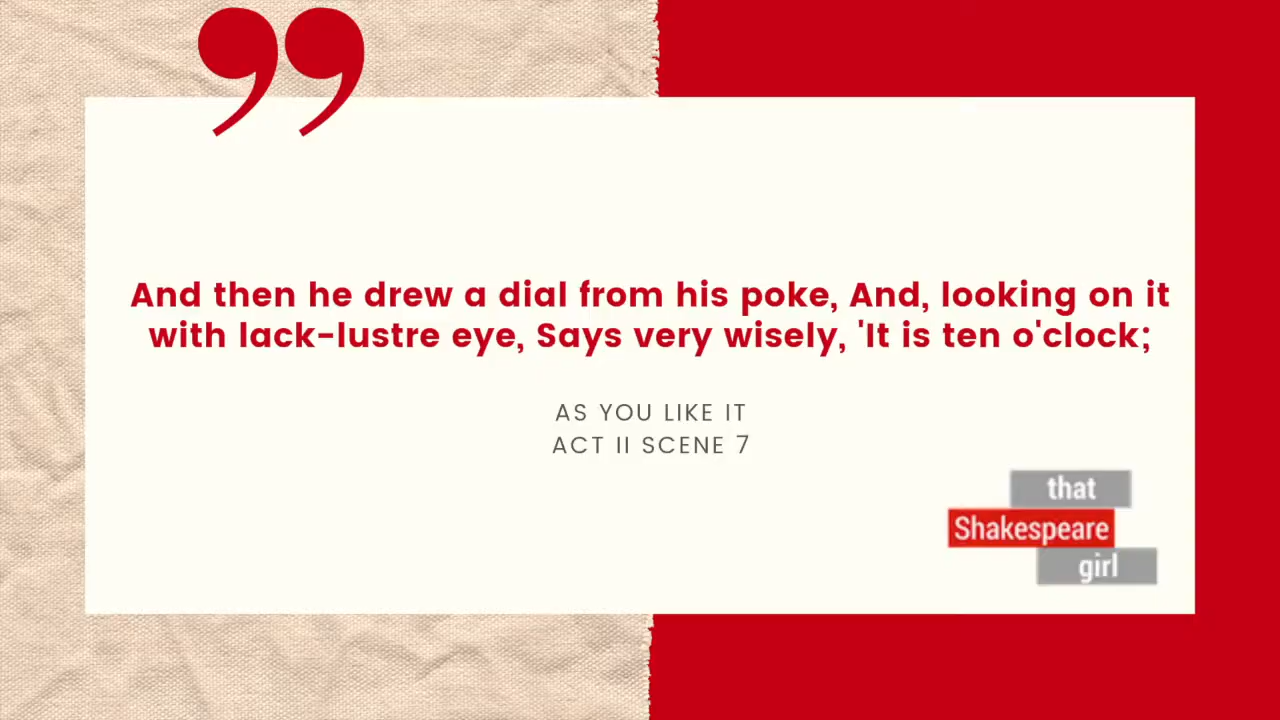 ”
And then he drew a dial from his poke, And, looking on it
with lack-lustre eye, Says very wisely, 'It is ten o'clock;
AS YOU LIKE IT
ACT II SCENE 7
that
Shakespeare
girl